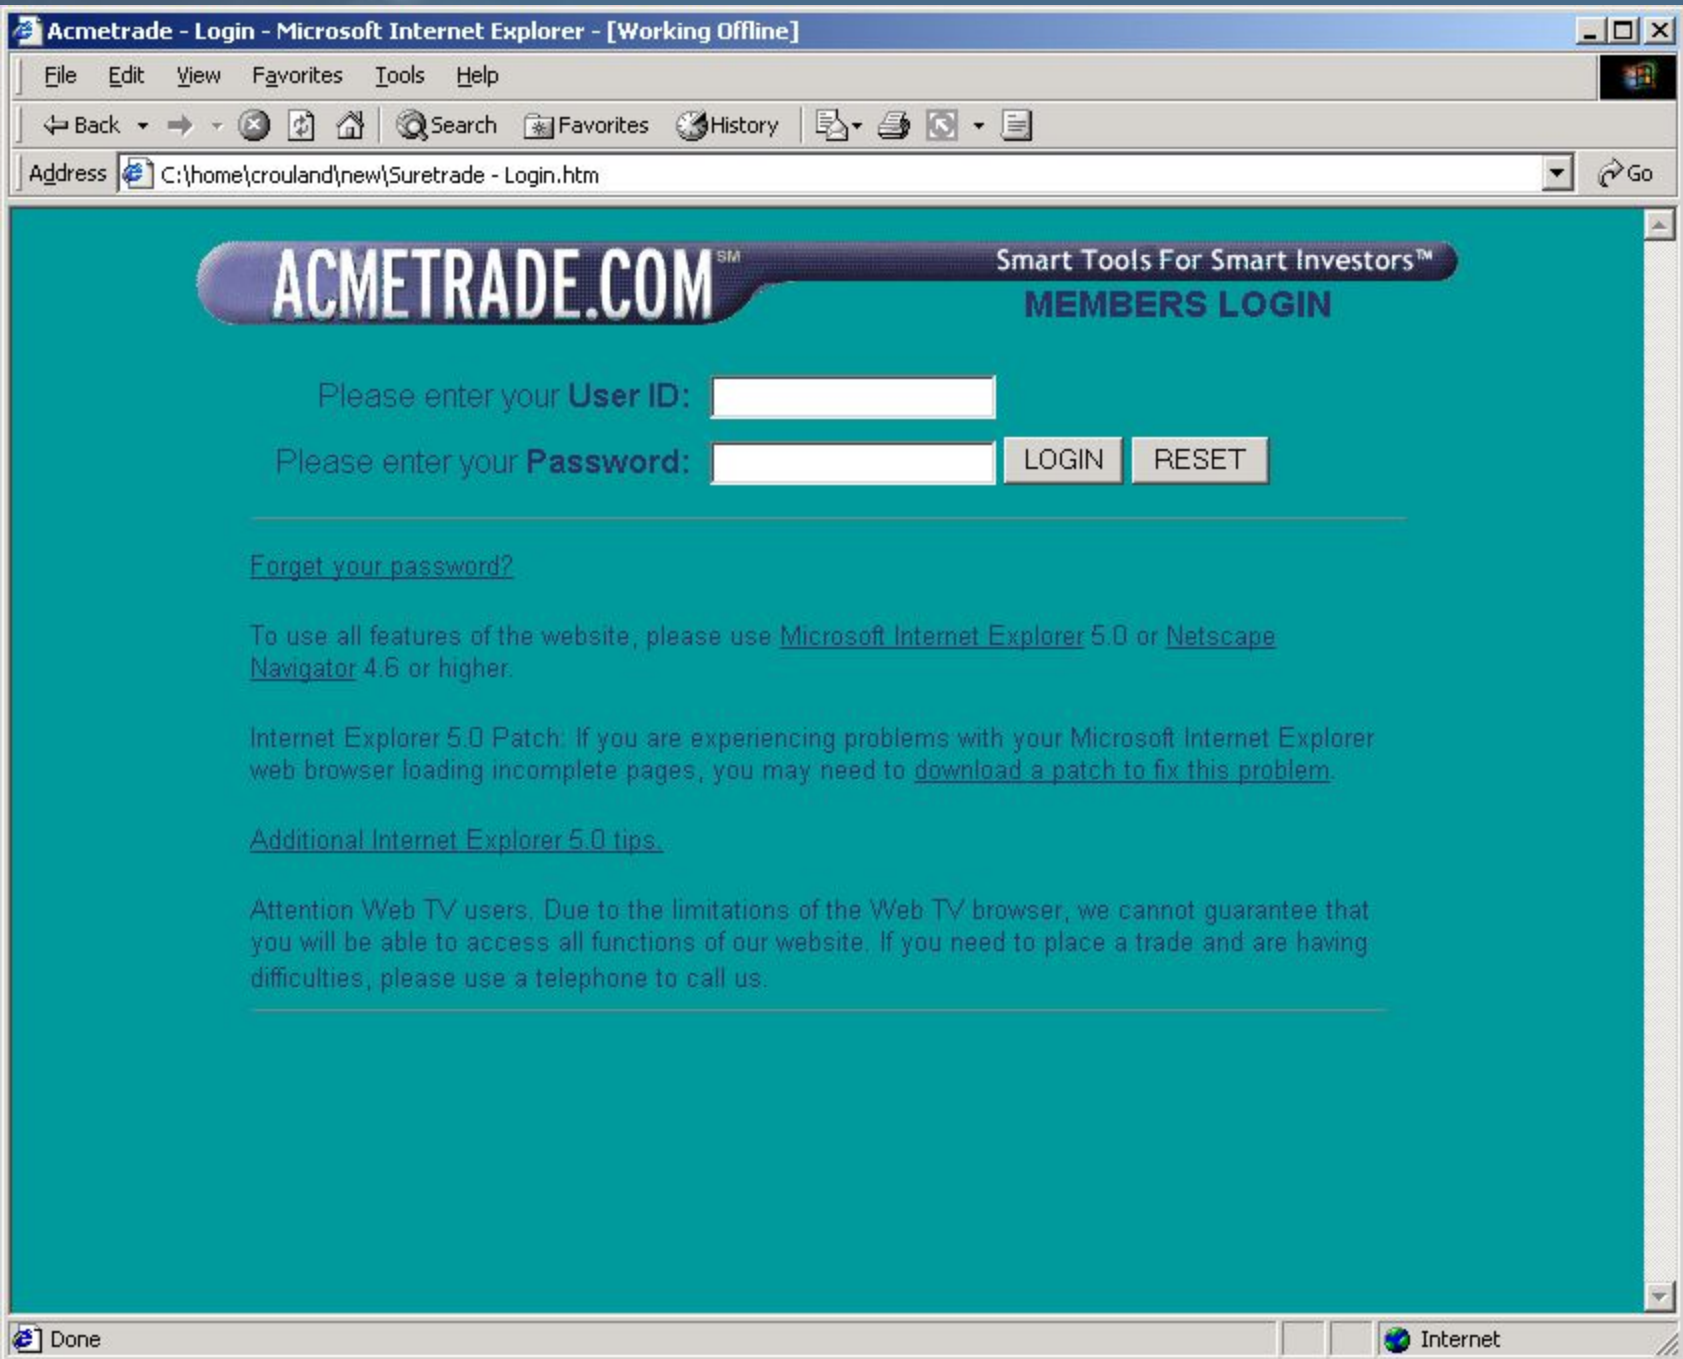 Acmetrade - Login - Microsoft Internet Explorer - [Working Offline]
File Edit View Favorites Tools Help
Back Search Favorites History
Address C:\home\crouland\new\Suretrade - Login.htm Go
ACMETRADE.COM SM Smart Tools For Smart Investors™
MEMBERS LOGIN
Please enter your User ID:
Please enter your Password: LOGIN RESET
Forget your password?
To use all features of the website, please use Microsoft Internet Explorer 5.0 or Netscape
Navigator 4.6 or higher.
Internet Explorer 5.0 Patch: If you are experiencing problems with your Microsoft Internet Explorer
web browser loading incomplete pages, you may need to download a patch to fix this problem.
Additional Internet Explorer 5.0 tips.
Attention Web TV users. Due to the limitations of the Web TV browser, we cannot guarantee that
you will be able to access all functions of our website. If you need to place a trade and are having
difficulties, please use a telephone to call us.
Done Internet